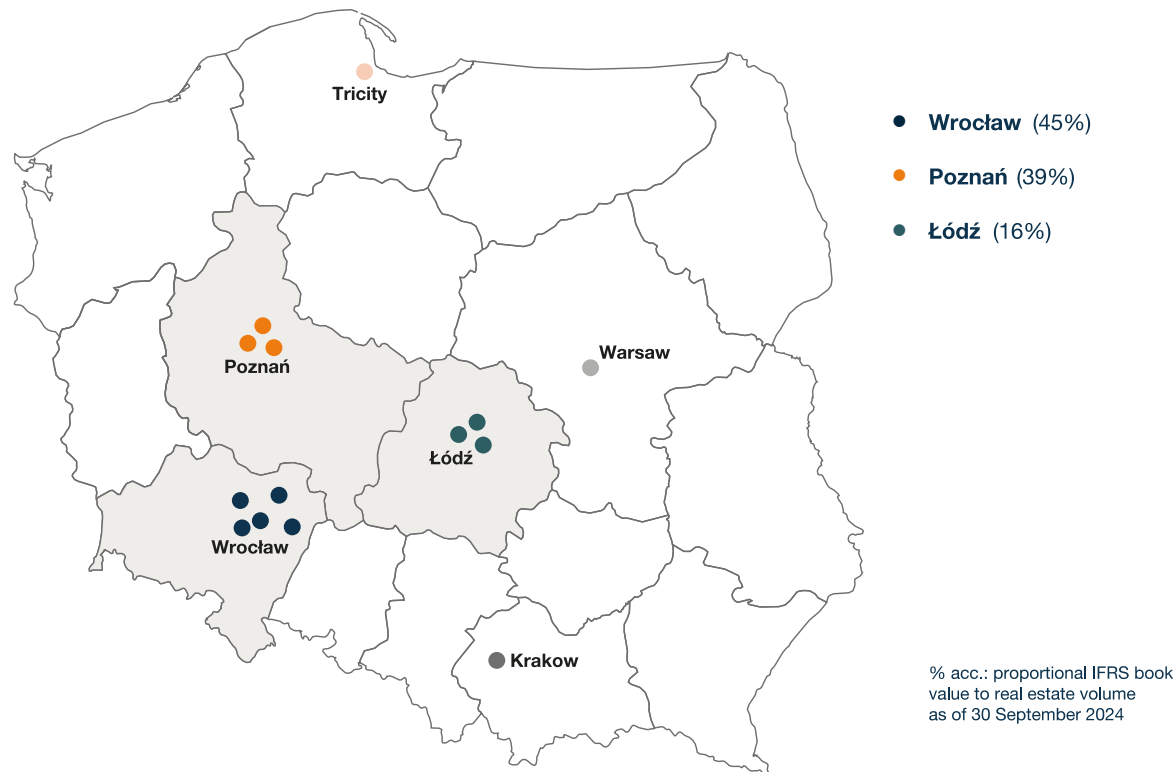 Tricity
Wrocław (45%)
Poznań (39%)
Łódź (16%)
Warsaw
Poznań
Łódź
Wrocław
Krakow
% acc.: proportional IFRS book
value to real estate volume
as of 30 September 2024